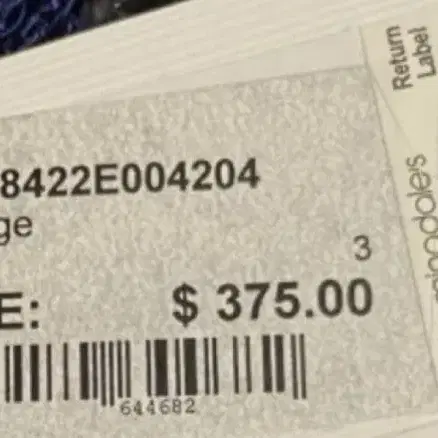 Return
Label
8422E004204
ge
3
E: $ 375.00
644682